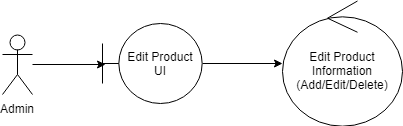 Edit Product
UI
Edit Product
Information
(Add/Edit/Delete)
Admin